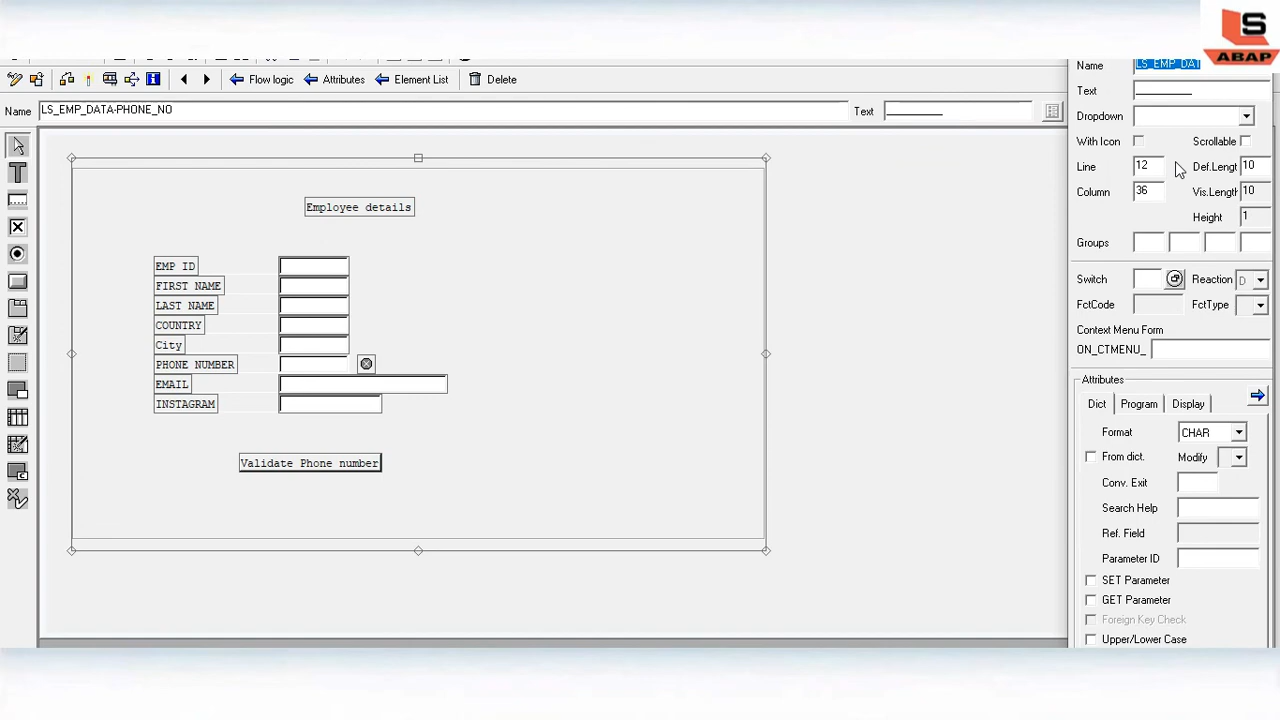 LS
ABAP
Flow logic
Attributes
Element List
Delete
Name LS_EMP_DATA-PHONE_NO
Text __________
Employee details
EMP ID
FIRST NAME
LAST NAME
COUNTRY
City
PHONE NUMBER
EMAIL
INSTAGRAM
Validate Phone number
Name LS_EMP_DAT
Text __________
Dropdown
With Icon Scrollable
Line 12 Def.Lengt 10
Column 36 Vis.Length 10
Height 1
Groups
Switch Reaction D
FctCode FctType
Context Menu Form
ON_CTMENU_
Attributes
Dict Program Display
Format CHAR
From dict. Modify
Conv. Exit
Search Help
Ref. Field
Parameter ID
SET Parameter
GET Parameter
Foreign Key Check
Upper/Lower Case